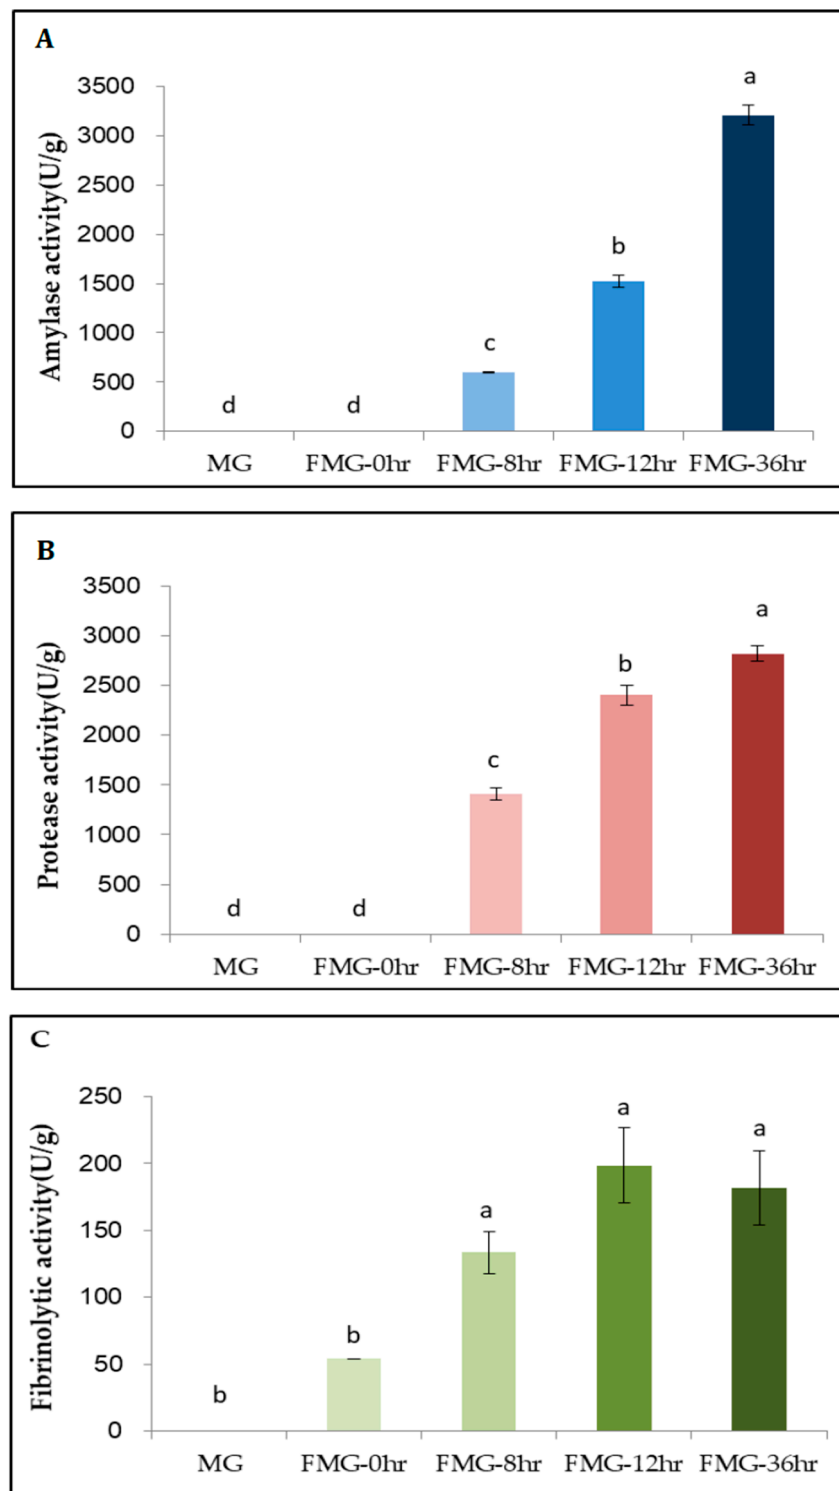 A
Amylase activity(U/g)
3500
3000
2500
2000
1500
1000
500
0
d
d
c
b
a
MG
FMG-0hr
FMG-8hr
FMG-12hr
FMG-36hr
B
Protease activity(U/g)
3500
3000
2500
2000
1500
1000
500
0
d
d
c
b
a
MG
FMG-0hr
FMG-8hr
FMG-12hr
FMG-36hr
C
Fibrinolytic activity(U/g)
250
200
150
100
50
0
b
b
a
a
a
MG
FMG-0hr
FMG-8hr
FMG-12hr
FMG-36hr